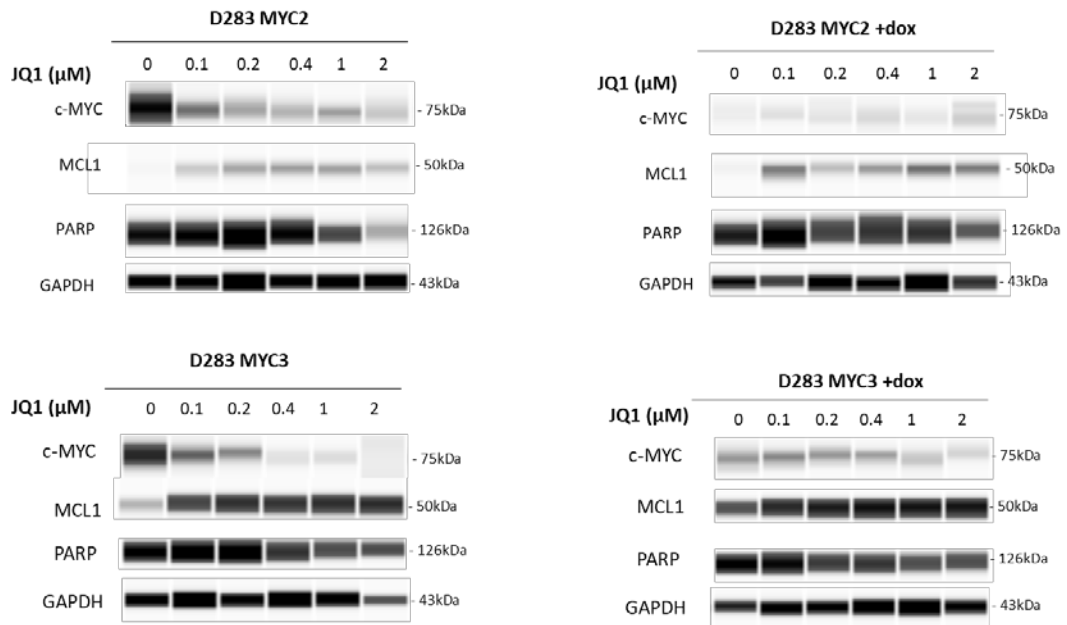 D283 MYC2
JQ1 (µM) 0 0.1 0.2 0.4 1 2
c-MYC - 75kDa
MCL1 - 50kDa
PARP - 126kDa
GAPDH - 43kDa
D283 MYC2 +dox
JQ1 (µM) 0 0.1 0.2 0.4 1 2
c-MYC - 75kDa
MCL1 - 50kDa
PARP - 126kDa
GAPDH - 43kDa
D283 MYC3
JQ1 (µM) 0 0.1 0.2 0.4 1 2
c-MYC - 75kDa
MCL1 - 50kDa
PARP - 126kDa
GAPDH - 43kDa
D283 MYC3 +dox
JQ1 (µM) 0 0.1 0.2 0.4 1 2
c-MYC - 75kDa
MCL1 - 50kDa
PARP - 126kDa
GAPDH - 43kDa